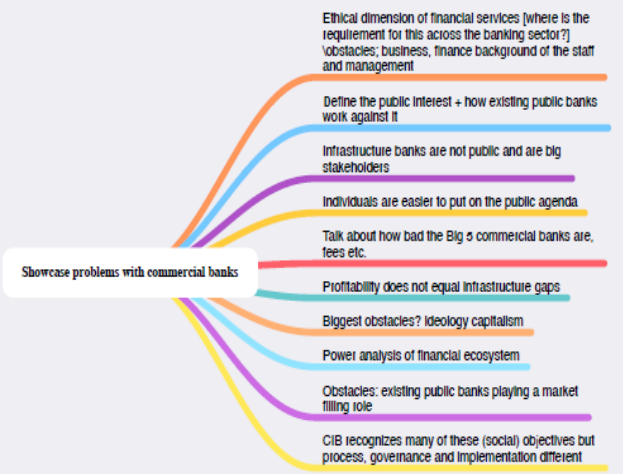 Ethical dimension of financial services [where is the
requirement for this across the banking sector?]
\obstacles; business, finance background of the staff
and management
Define the public interest + how existing public banks
work against it
Infrastructure banks are not public and are big
stakeholders
Individuals are easier to put on the public agenda
Talk about how bad the Big 5 commercial banks are,
fees etc.
Showcase problems with commercial banks
Profitability does not equal infrastructure gaps
Biggest obstacles? Ideology capitalism
Power analysis of financial ecosystem
Obstacles: existing public banks playing a market
filling role
CIB recognizes many of these (social) objectives but
process, governance and implementation different